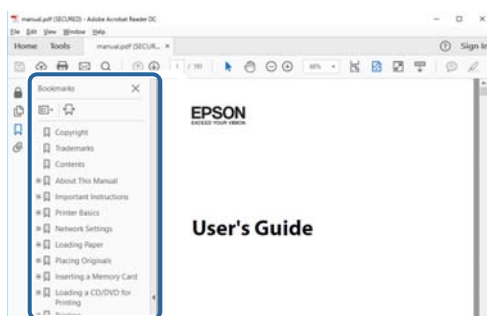 manual.pdf (SECURED) - Adobe Acrobat Reader DC
File Edit View Window Help
Home Tools manual.pdf (SECUR... ×
Sign In
1 / 191
Bookmarks
Copyright
Trademarks
Contents
About This Manual
Important Instructions
Printer Basics
Network Settings
Loading Paper
Placing Originals
Inserting a Memory Card
Loading a CD/DVD for
Printing
Printing
EPSON
EXCEED YOUR VISION
User's Guide